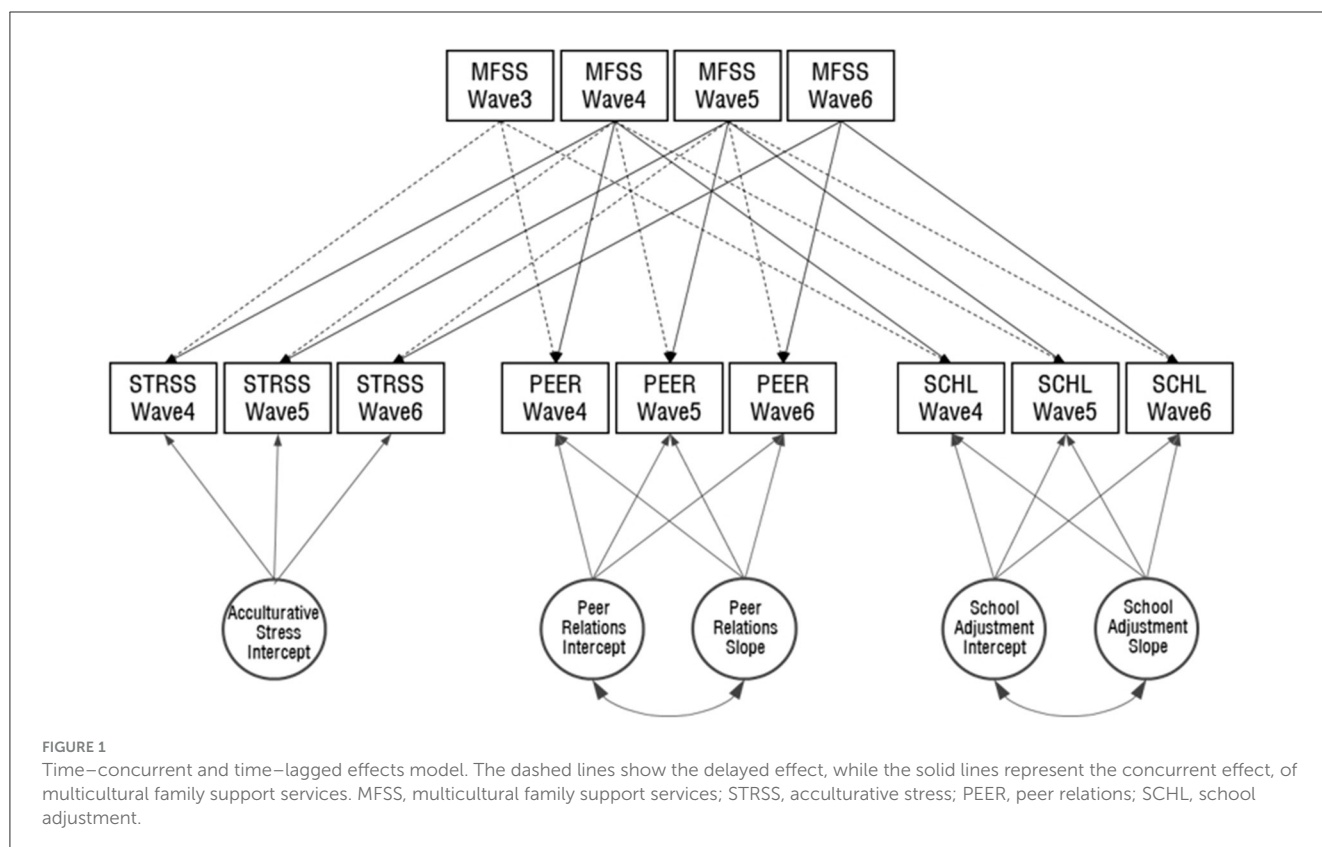 MFSS
Wave3
MFSS
Wave4
MFSS
Wave5
MFSS
Wave6
STRSS
Wave4
STRSS
Wave5
STRSS
Wave6
PEER
Wave4
PEER
Wave5
PEER
Wave6
SCHL
Wave4
SCHL
Wave5
SCHL
Wave6
Acculturative
Stress
Intercept
Peer
Relations
Intercept
Peer
Relations
Slope
School
Adjustment
Intercept
School
Adjustment
Slope
FIGURE 1
Time–concurrent and time–lagged effects model. The dashed lines show the delayed effect, while the solid lines represent the concurrent effect, of
multicultural family support services. MFSS, multicultural family support services; STRSS, acculturative stress; PEER, peer relations; SCHL, school
adjustment.